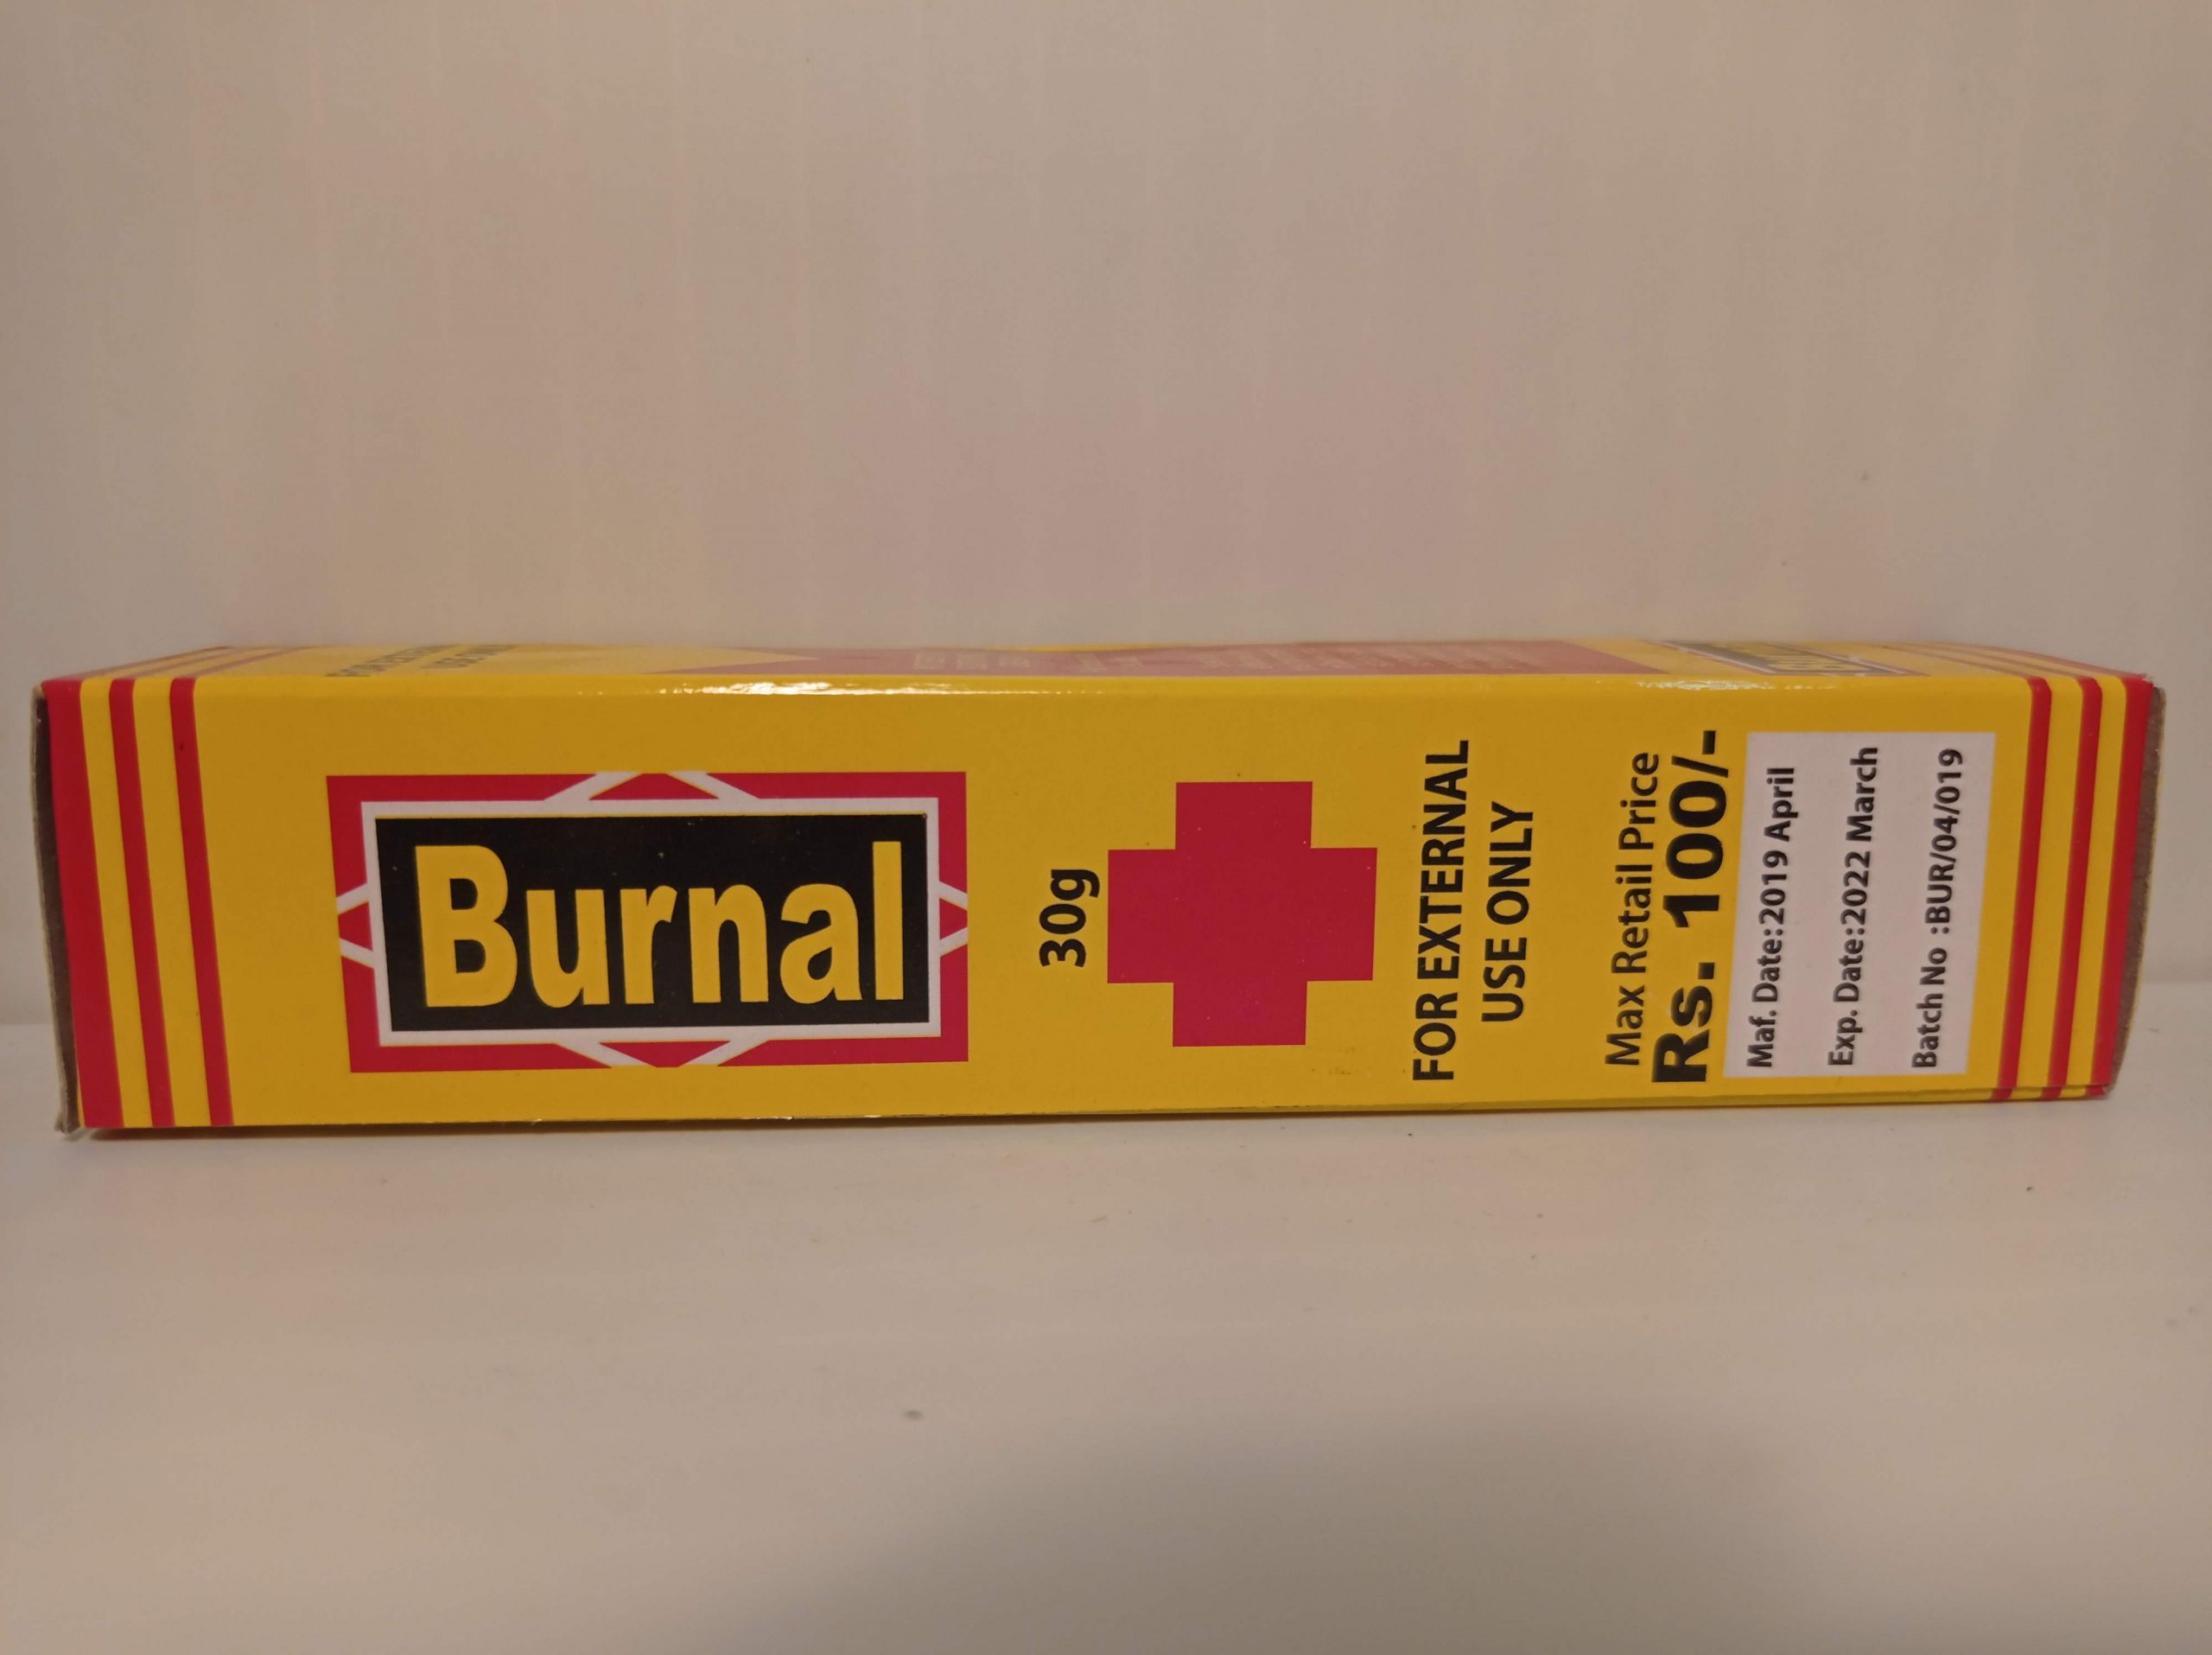 Burnal
30g
FOR EXTERNAL
USE ONLY
Max Retail Price
Rs. 100/-
Maf. Date:2019 April
Exp. Date:2022 March
Batch No :BUR/04/019